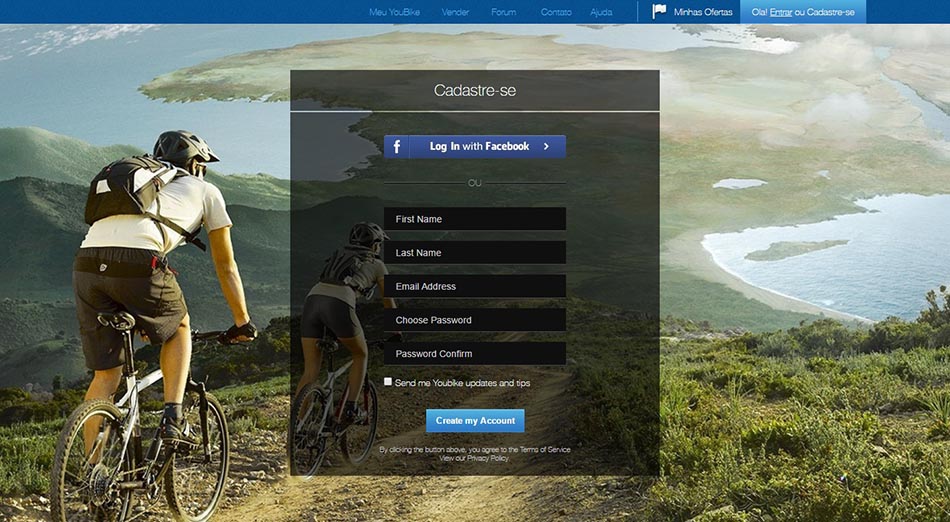 Meu YouBike Vender Forum Contato Ajuda Minhas Ofertas Ola! Entrar ou Cadastre-se
Cadastre-se
f Log In with Facebook >
OU
First Name
Last Name
Email Address
Choose Password
Password Confirm
Send me Youbike updates and tips
Create my Account
By clicking the button above, you agree to the Terms of Service
View our Privacy Policy